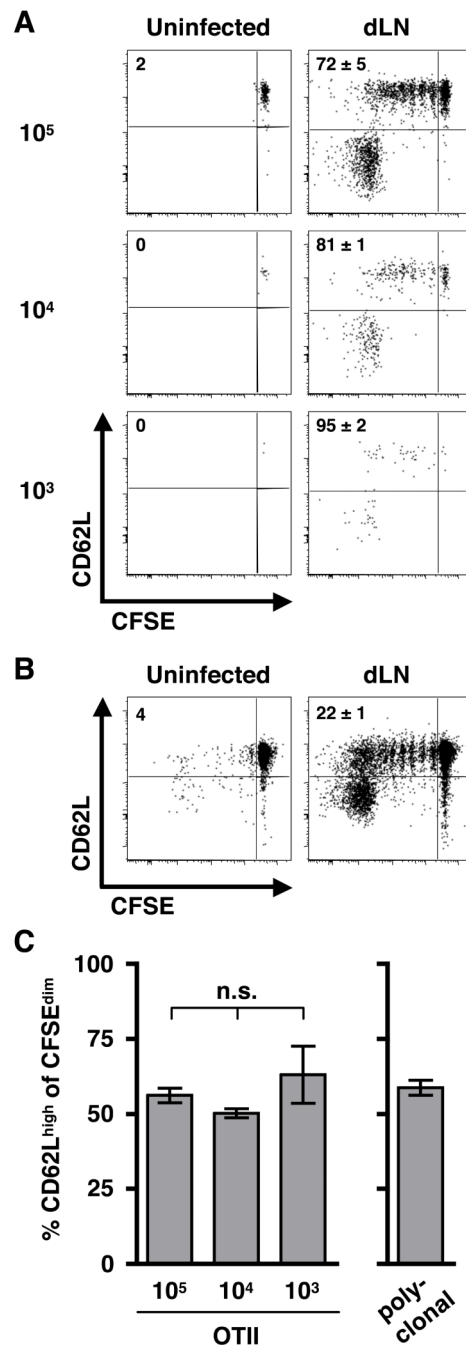 A
Uninfected dLN
10⁵ 2 72 ± 5
10⁴ 0 81 ± 1
10³ 0 95 ± 2
CD62L
CFSE
B
Uninfected dLN
4 22 ± 1
CD62L
CFSE
C
% CD62Lʰⁱᵍʰ of CFSEᵈⁱᵐ
100
75
50
25
0
n.s.
10⁵ 10⁴ 10³
OTII
poly-
clonal